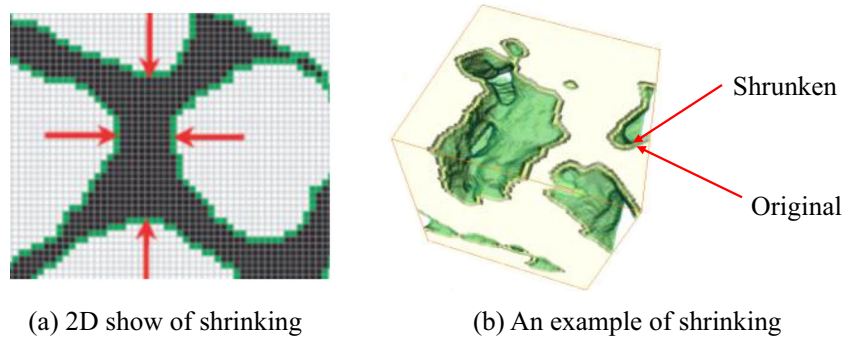 Shrunken
Original
(a) 2D show of shrinking
(b) An example of shrinking